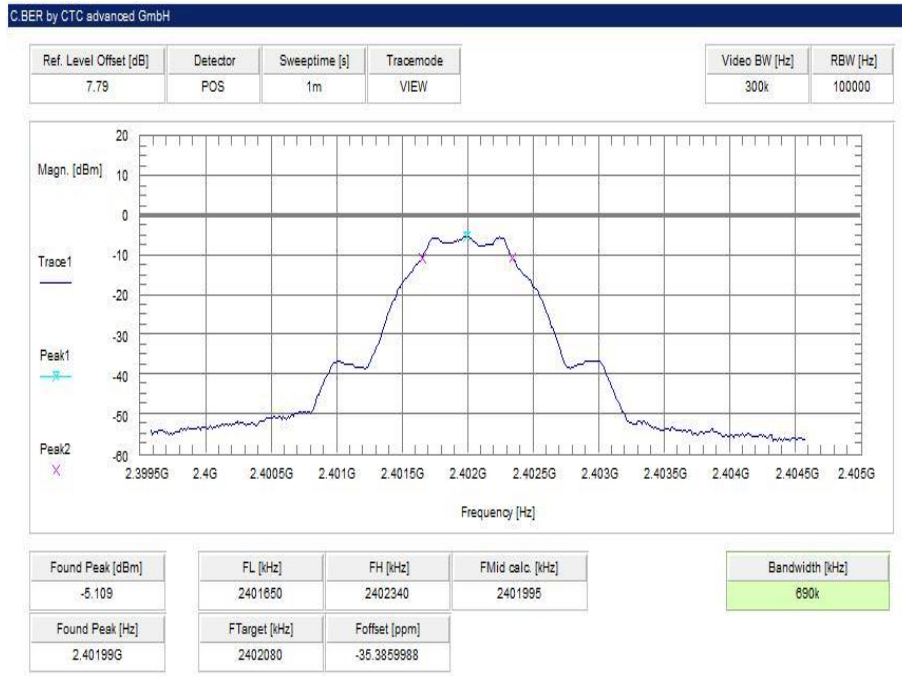 C.BER by CTC advanced GmbH
Ref. Level Offset [dB] Detector Sweeptime [s] Tracemode Video BW [Hz] RBW [Hz]
7.79 POS 1m VIEW 300k 100000
20
Magn. [dBm] 10
0
Trace1 -10
-20
-30
Peak1
-40
-50
Peak2
-60
2.3995G 2.4G 2.4005G 2.401G 2.4015G 2.402G 2.4025G 2.403G 2.4035G 2.404G 2.4045G 2.405G
Frequency [Hz]
Found Peak [dBm] FL [kHz] FH [kHz] FMid calc. [kHz] Bandwidth [kHz]
-5.109 2401650 2402340 2401995 690k
Found Peak [Hz] FTarget [kHz] Foffset [ppm]
2.40199G 2402080 -35.3859988